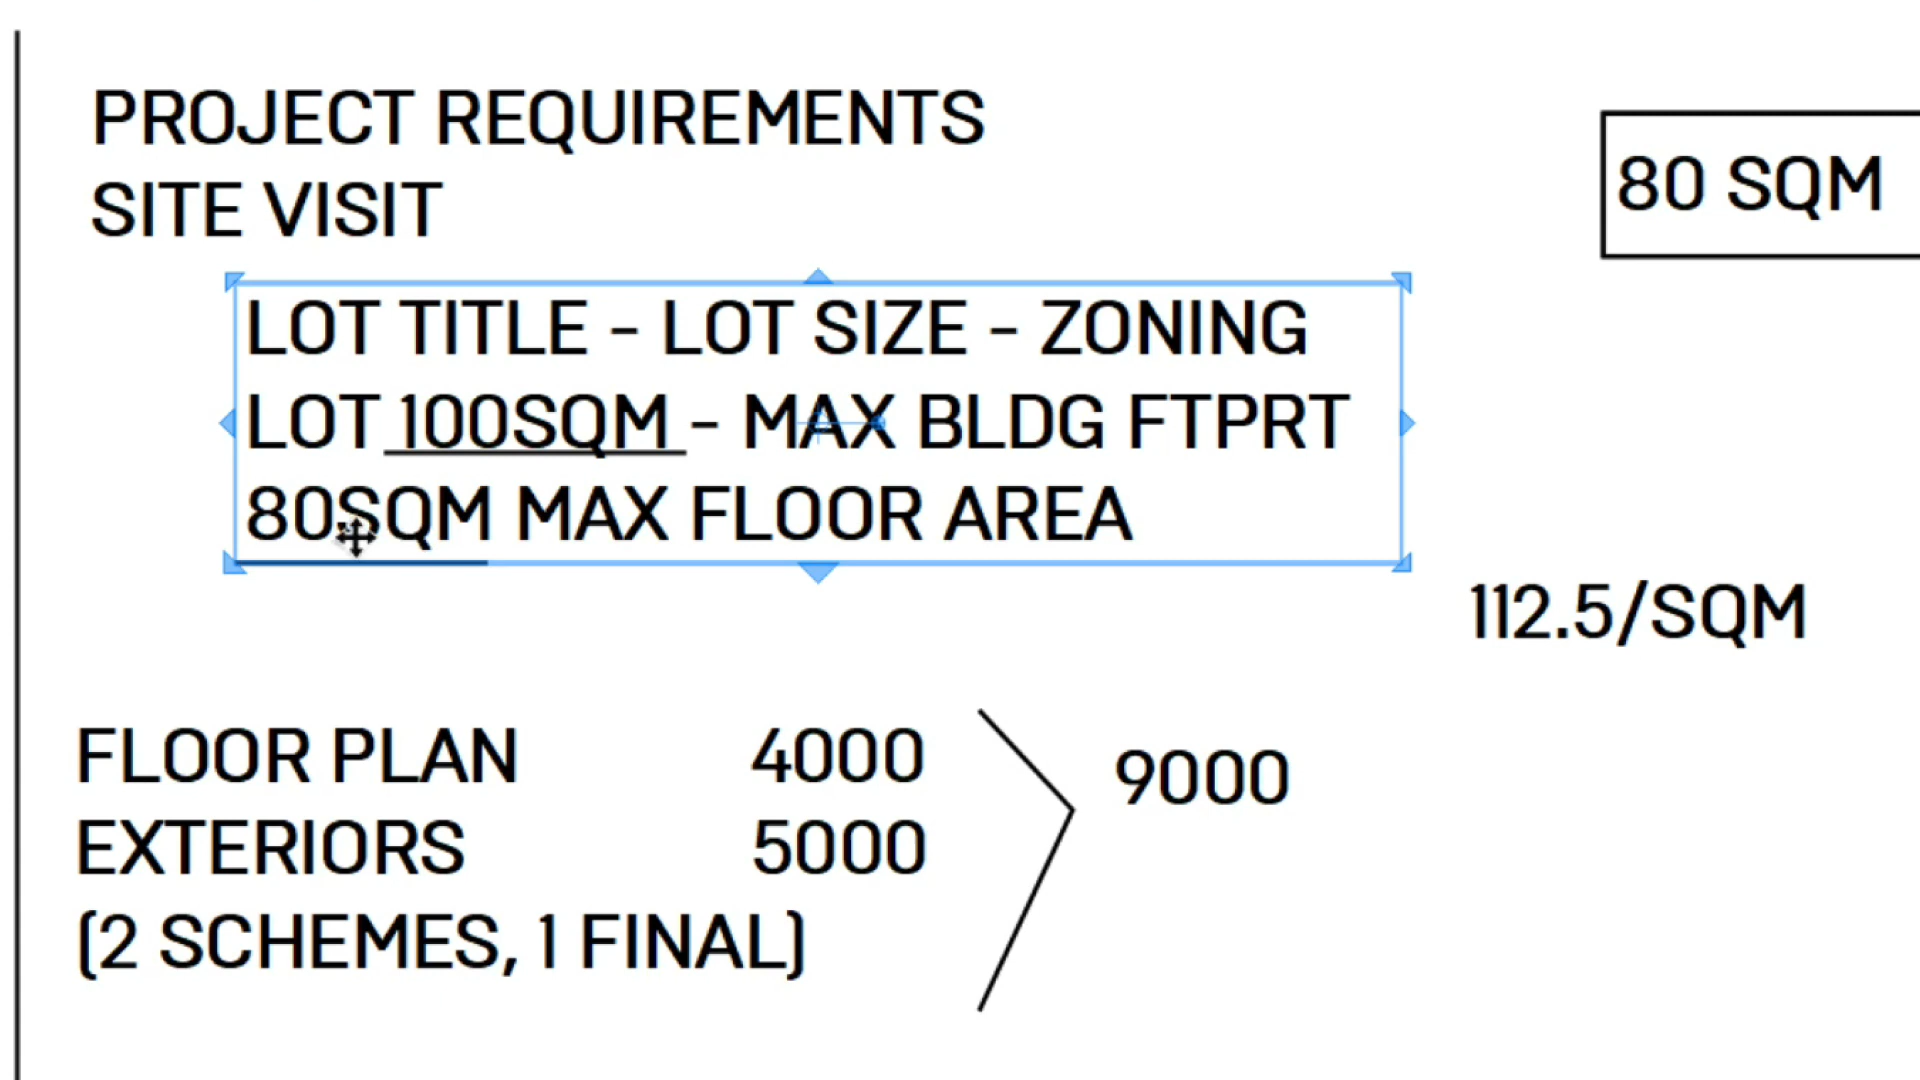 PROJECT REQUIREMENTS
SITE VISIT
80 SQM
LOT TITLE - LOT SIZE - ZONING
LOT 100SQM - MAX BLDG FTPRT
80SQM MAX FLOOR AREA
112.5/SQM
FLOOR PLAN 4000
9000
EXTERIORS 5000
(2 SCHEMES, 1 FINAL)